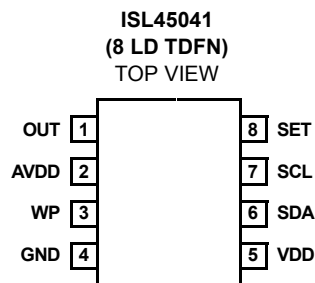 ISL45041
(8 LD TDFN)
TOP VIEW
OUT 1 8 SET
AVDD 2 7 SCL
WP 3 6 SDA
GND 4 5 VDD